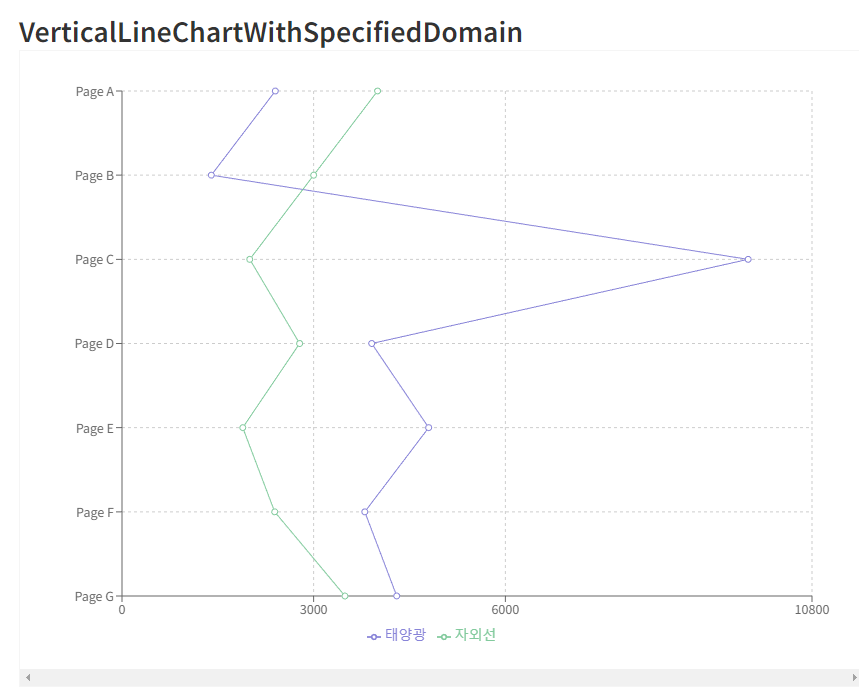 VerticalLineChartWithSpecifiedDomain
Page A
Page B
Page C
Page D
Page E
Page F
Page G
0 3000 6000 10800
태양광 자외선